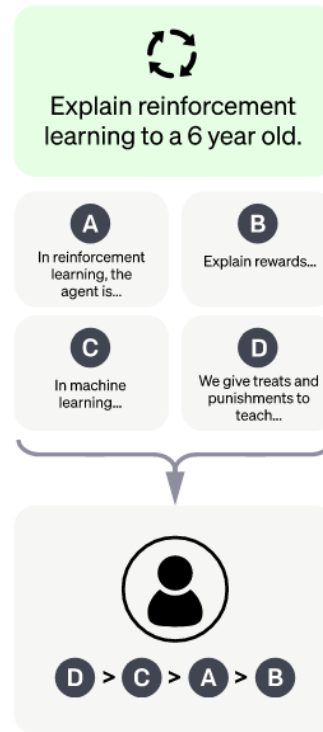 Explain reinforcement
learning to a 6 year old.
A
In reinforcement
learning, the
agent is...
B
Explain rewards...
C
In machine
learning...
D
We give treats and
punishments to
teach...
D > C > A > B